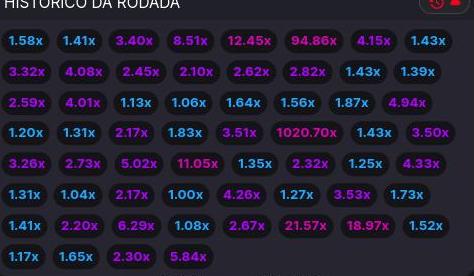 HISTÓRICO DA RODADA
1.58x 1.41x 3.40x 8.51x 12.45x 94.86x 4.15x 1.43x
3.32x 4.08x 2.45x 2.10x 2.62x 2.82x 1.43x 1.39x
2.59x 4.01x 1.13x 1.06x 1.64x 1.56x 1.87x 4.94x
1.20x 1.31x 2.17x 1.83x 3.51x 1020.70x 1.43x 3.50x
3.26x 2.73x 5.02x 11.05x 1.35x 2.32x 1.25x 4.33x
1.31x 1.04x 2.17x 1.00x 4.26x 1.27x 3.53x 1.73x
1.41x 2.20x 6.29x 1.08x 2.67x 21.57x 18.97x 1.52x
1.17x 1.65x 2.30x 5.84x